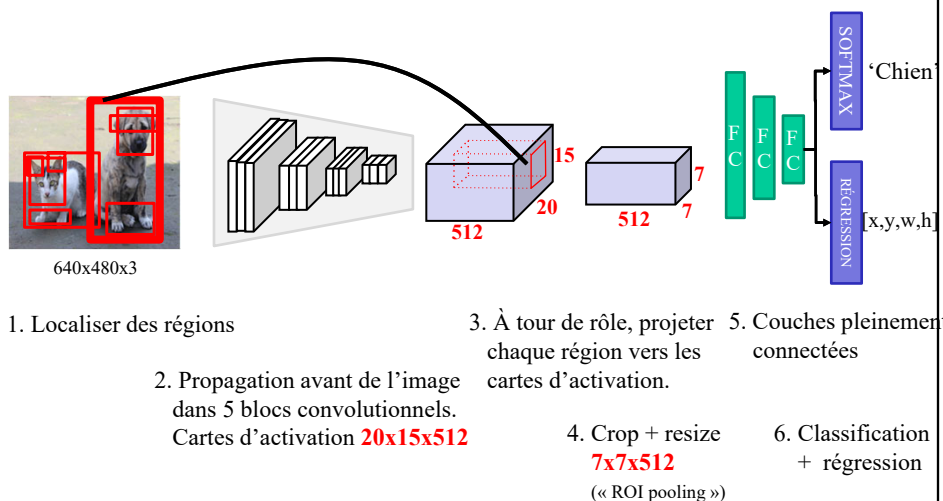 SOFTMAX
‘Chien’
FC
FC
FC
15
20
512
7
7
512
RÉGRESSION
[x,y,w,h]
640x480x3
1. Localiser des régions
2. Propagation avant de l’image
dans 5 blocs convolutionnels.
Cartes d’activation 20x15x512
3. À tour de rôle, projeter
chaque région vers les
cartes d’activation.
4. Crop + resize
7x7x512
(« ROI pooling »)
5. Couches pleinement
connectées
6. Classification
+ régression